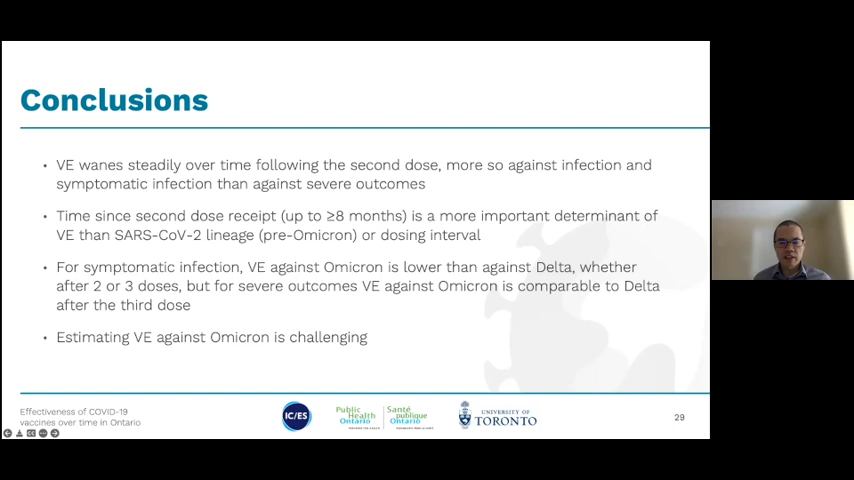 Conclusions
• VE wanes steadily over time following the second dose, more so against infection and
symptomatic infection than against severe outcomes
• Time since second dose receipt (up to ≥8 months) is a more important determinant of
VE than SARS-CoV-2 lineage (pre-Omicron) or dosing interval
• For symptomatic infection, VE against Omicron is lower than against Delta, whether
after 2 or 3 doses, but for severe outcomes VE against Omicron is comparable to Delta
after the third dose
• Estimating VE against Omicron is challenging
Effectiveness of COVID-19
vaccines over time in Ontario
IC/ES
Public
Health
Ontario
Santé
publique
Ontario
UNIVERSITY OF
TORONTO
29